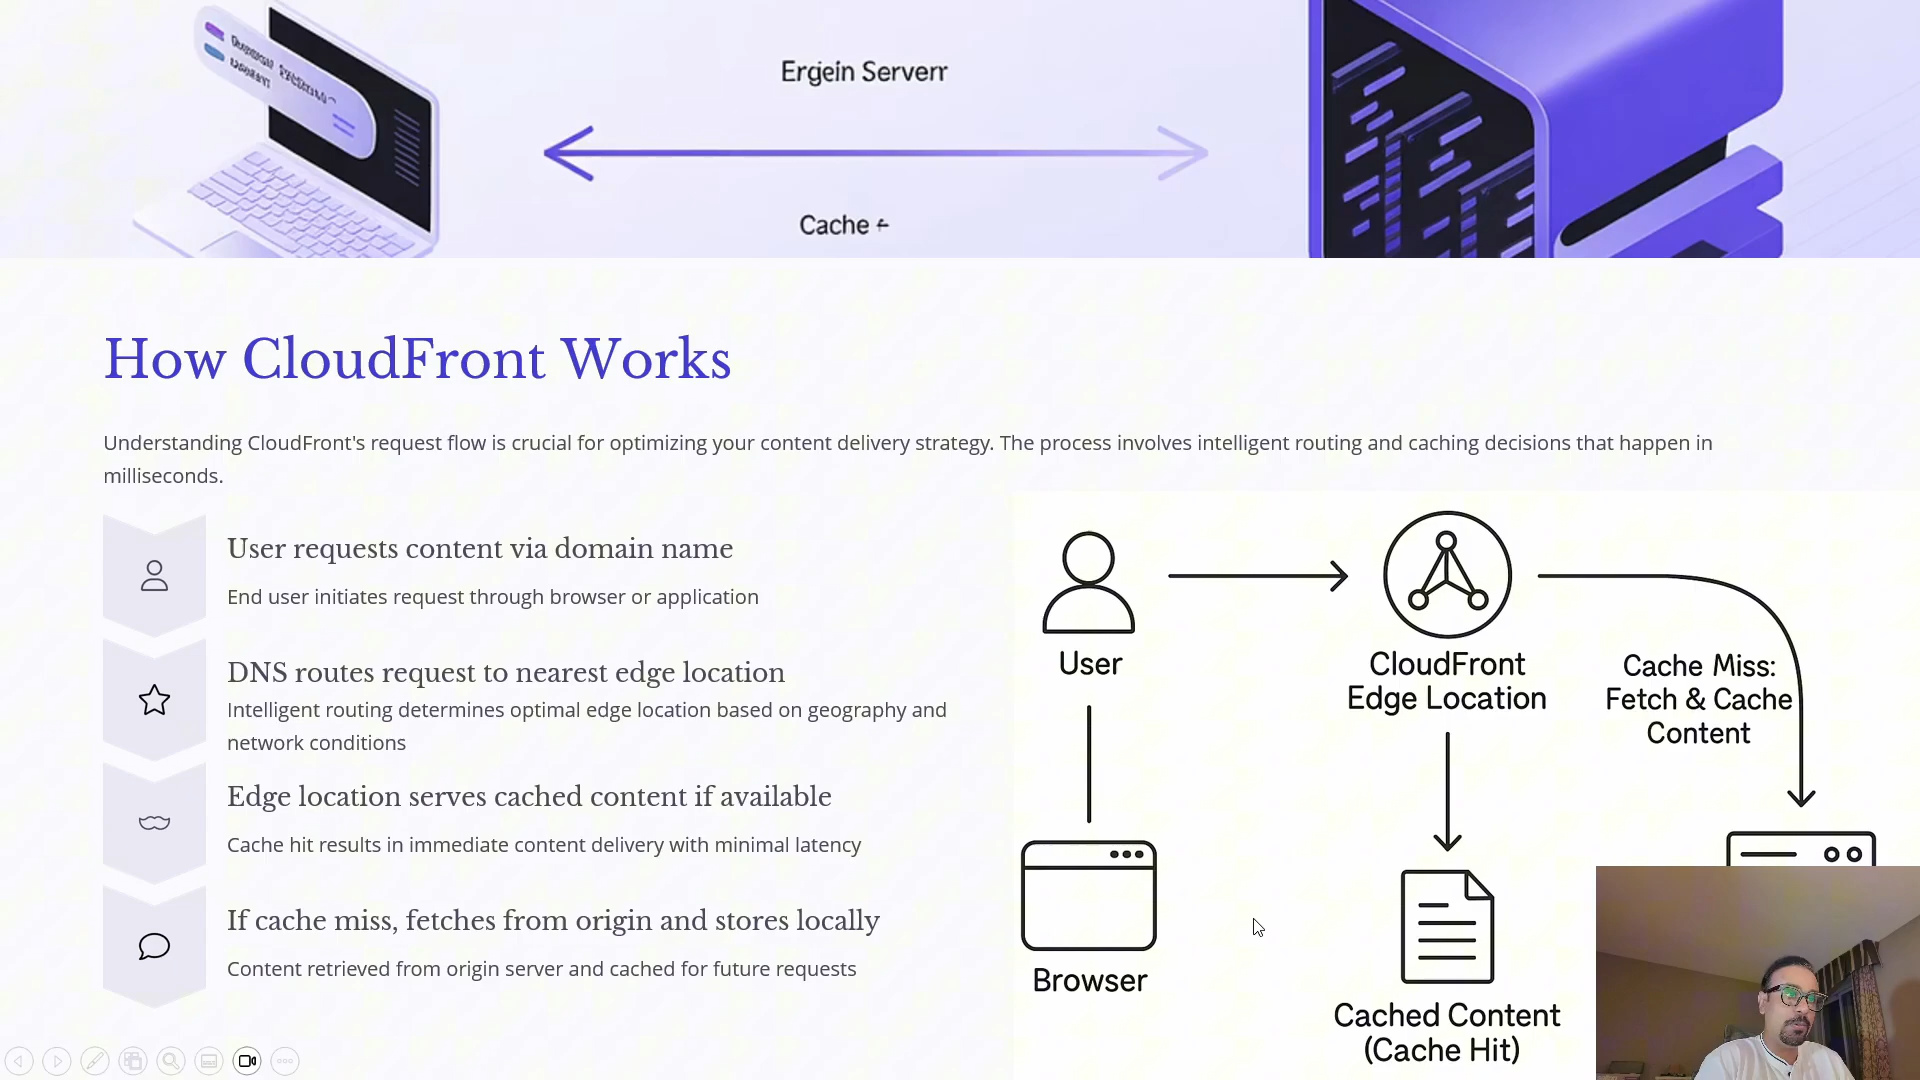 Ergein Serverr
Cache
How CloudFront Works
Understanding CloudFront's request flow is crucial for optimizing your content delivery strategy. The process involves intelligent routing and caching decisions that happen in
milliseconds.
User requests content via domain name
End user initiates request through browser or application
DNS routes request to nearest edge location
Intelligent routing determines optimal edge location based on geography and
network conditions
Edge location serves cached content if available
Cache hit results in immediate content delivery with minimal latency
If cache miss, fetches from origin and stores locally
Content retrieved from origin server and cached for future requests
User
CloudFront
Edge Location
Cache Miss:
Fetch & Cache
Content
Browser
Cached Content
(Cache Hit)